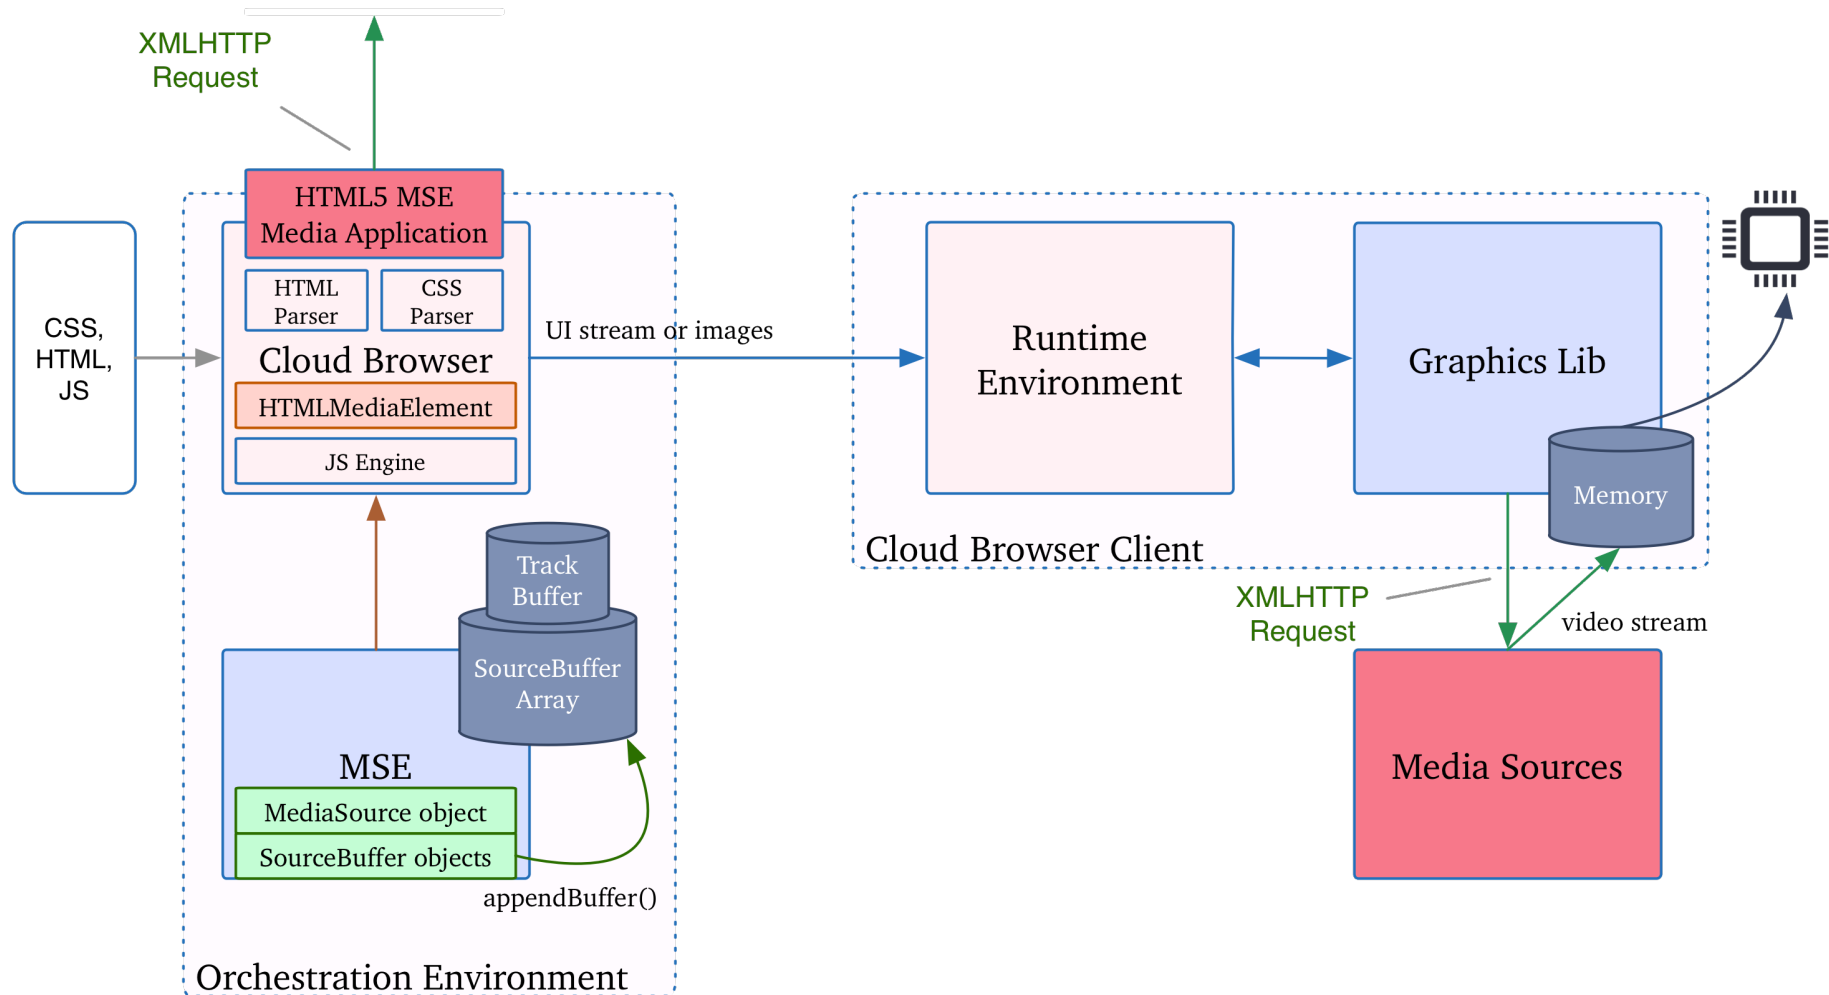 XMLHTTP
Request
HTML5 MSE
Media Application
HTML
Parser
CSS
Parser
Cloud Browser
HTMLMediaElement
JS Engine
CSS,
HTML,
JS
UI stream or images
Track
Buffer
SourceBuffer
Array
MSE
MediaSource object
SourceBuffer objects
appendBuffer()
Orchestration Environment
Runtime
Environment
Graphics Lib
Memory
Cloud Browser Client
XMLHTTP
Request
video stream
Media Sources